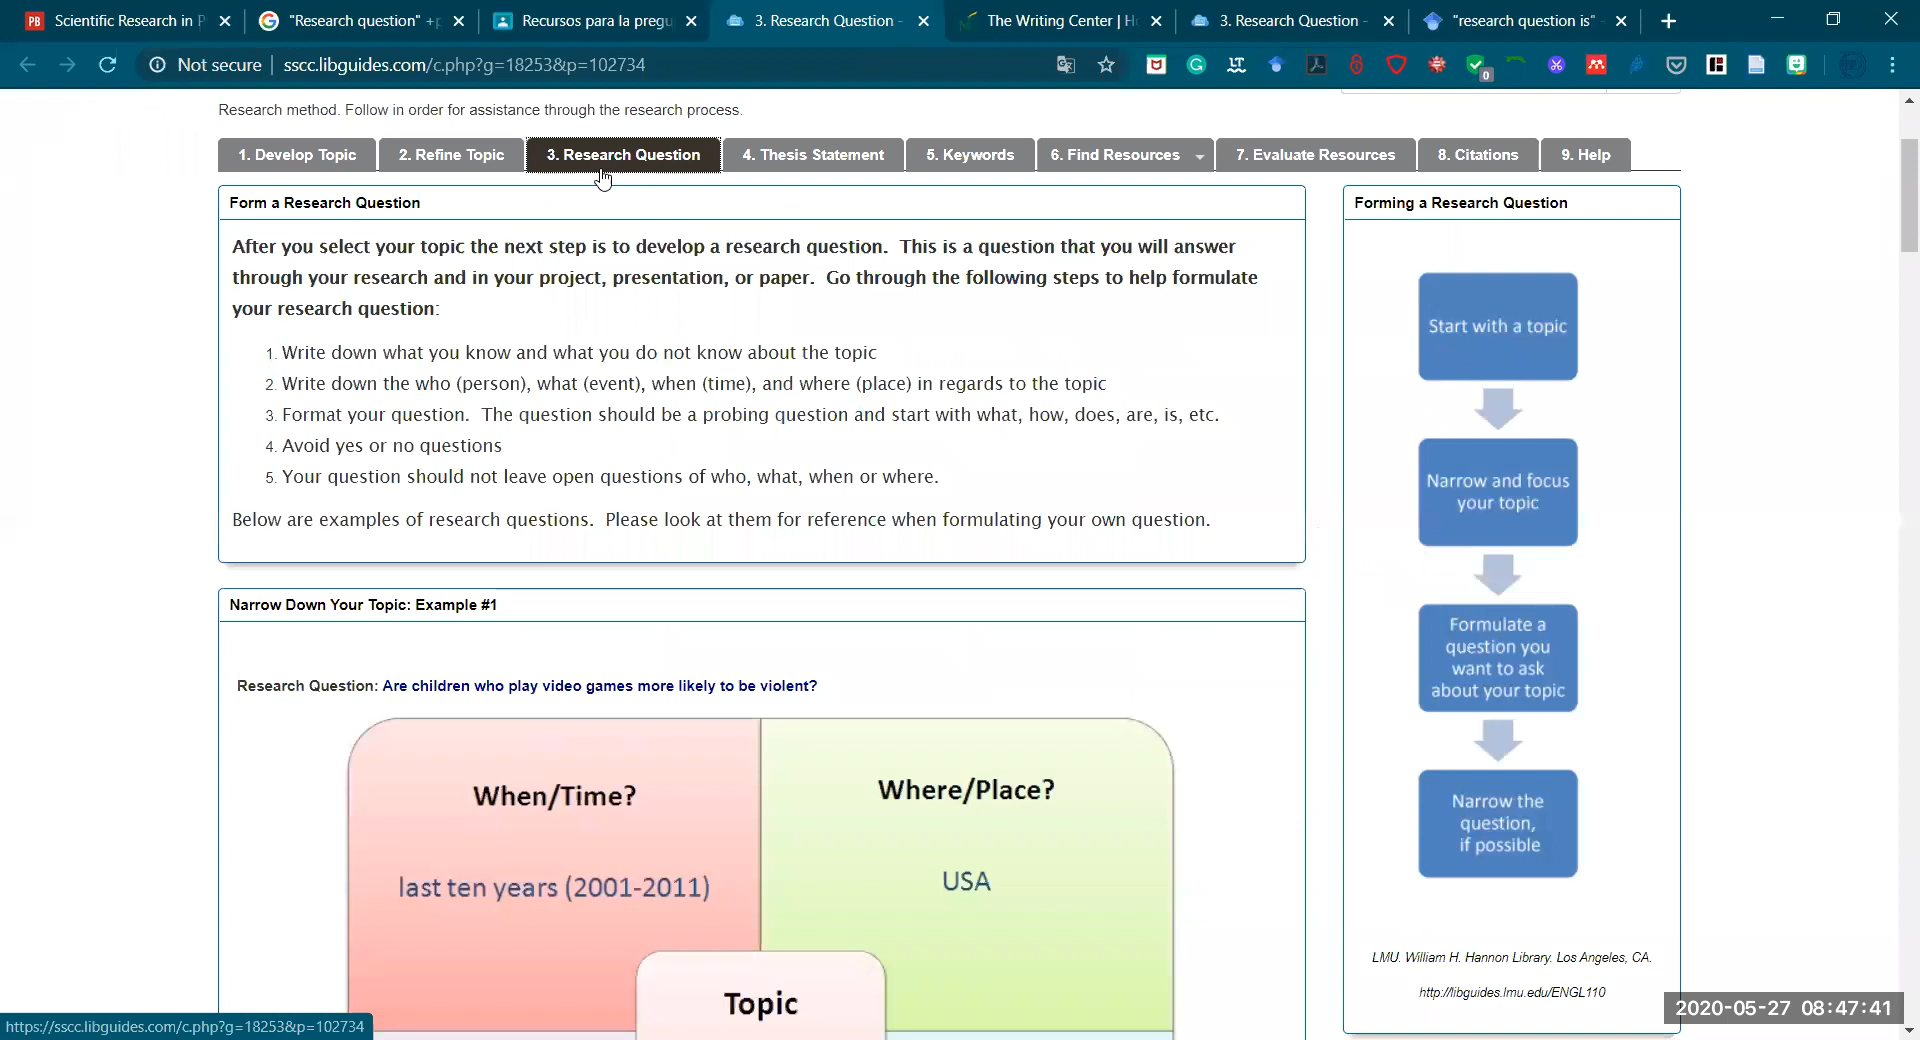 Scientific Research in P
"Research question" +p
Recursos para la pregu
3. Research Question -
The Writing Center | H
3. Research Question -
"research question is"
Not secure | sscc.libguides.com/c.php?g=18253&p=102734
0
Research method. Follow in order for assistance through the research process.
1. Develop Topic
2. Refine Topic
3. Research Question
4. Thesis Statement
5. Keywords
6. Find Resources
7. Evaluate Resources
8. Citations
9. Help
Form a Research Question
After you select your topic the next step is to develop a research question.  This is a question that you will answer
through your research and in your project, presentation, or paper.  Go through the following steps to help formulate
your research question:
1. Write down what you know and what you do not know about the topic
2. Write down the who (person), what (event), when (time), and where (place) in regards to the topic
3. Format your question.  The question should be a probing question and start with what, how, does, are, is, etc.
4. Avoid yes or no questions
5. Your question should not leave open questions of who, what, when or where.
Below are examples of research questions.  Please look at them for reference when formulating your own question.
Narrow Down Your Topic: Example #1
Research Question: Are children who play video games more likely to be violent?
When/Time?
last ten years (2001-2011)
Where/Place?
USA
Topic
Forming a Research Question
Start with a topic
Narrow and focus
your topic
Formulate a
question you
want to ask
about your topic
Narrow the
question,
if possible
LMU. William H. Hannon Library. Los Angeles, CA.
http://libguides.lmu.edu/ENGL110
https://sscc.libguides.com/c.php?g=18253&p=102734
2020-05-27 08:47:41